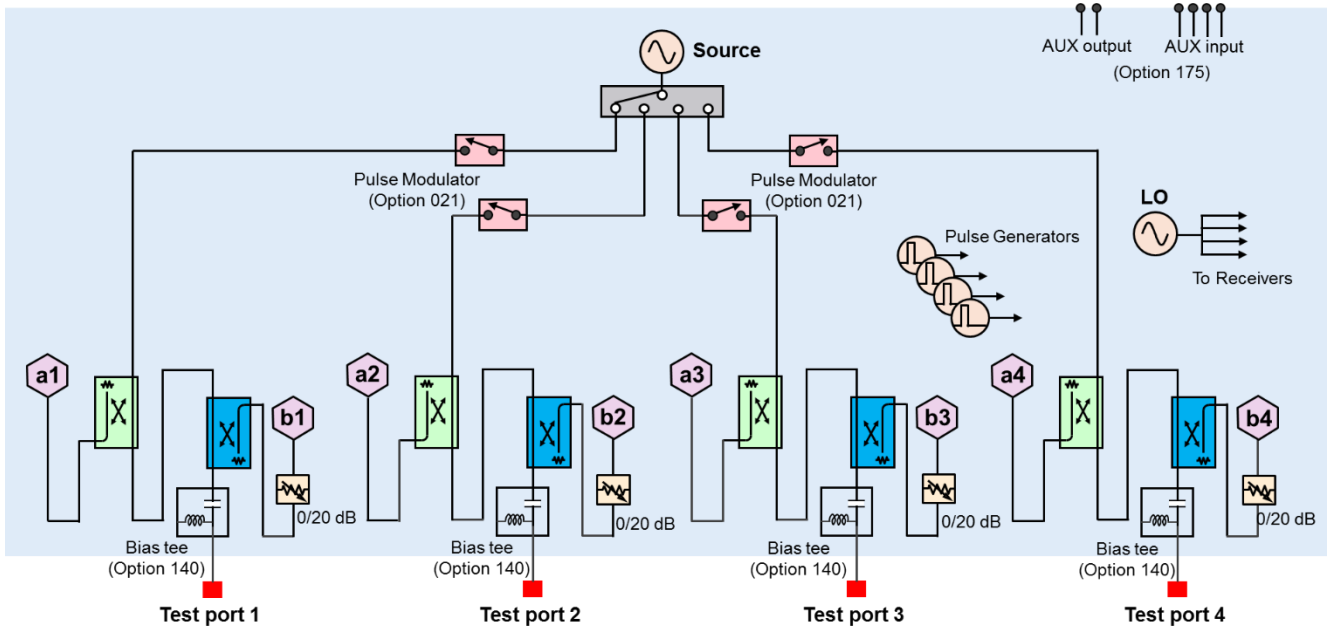 Source
AUX output
AUX input
(Option 175)
Pulse Modulator
(Option 021)
Pulse Modulator
(Option 021)
LO
To Receivers
Pulse Generators
a1
b1
a2
b2
a3
b3
a4
b4
0/20 dB
0/20 dB
0/20 dB
0/20 dB
Bias tee
(Option 140)
Bias tee
(Option 140)
Bias tee
(Option 140)
Bias tee
(Option 140)
Test port 1
Test port 2
Test port 3
Test port 4